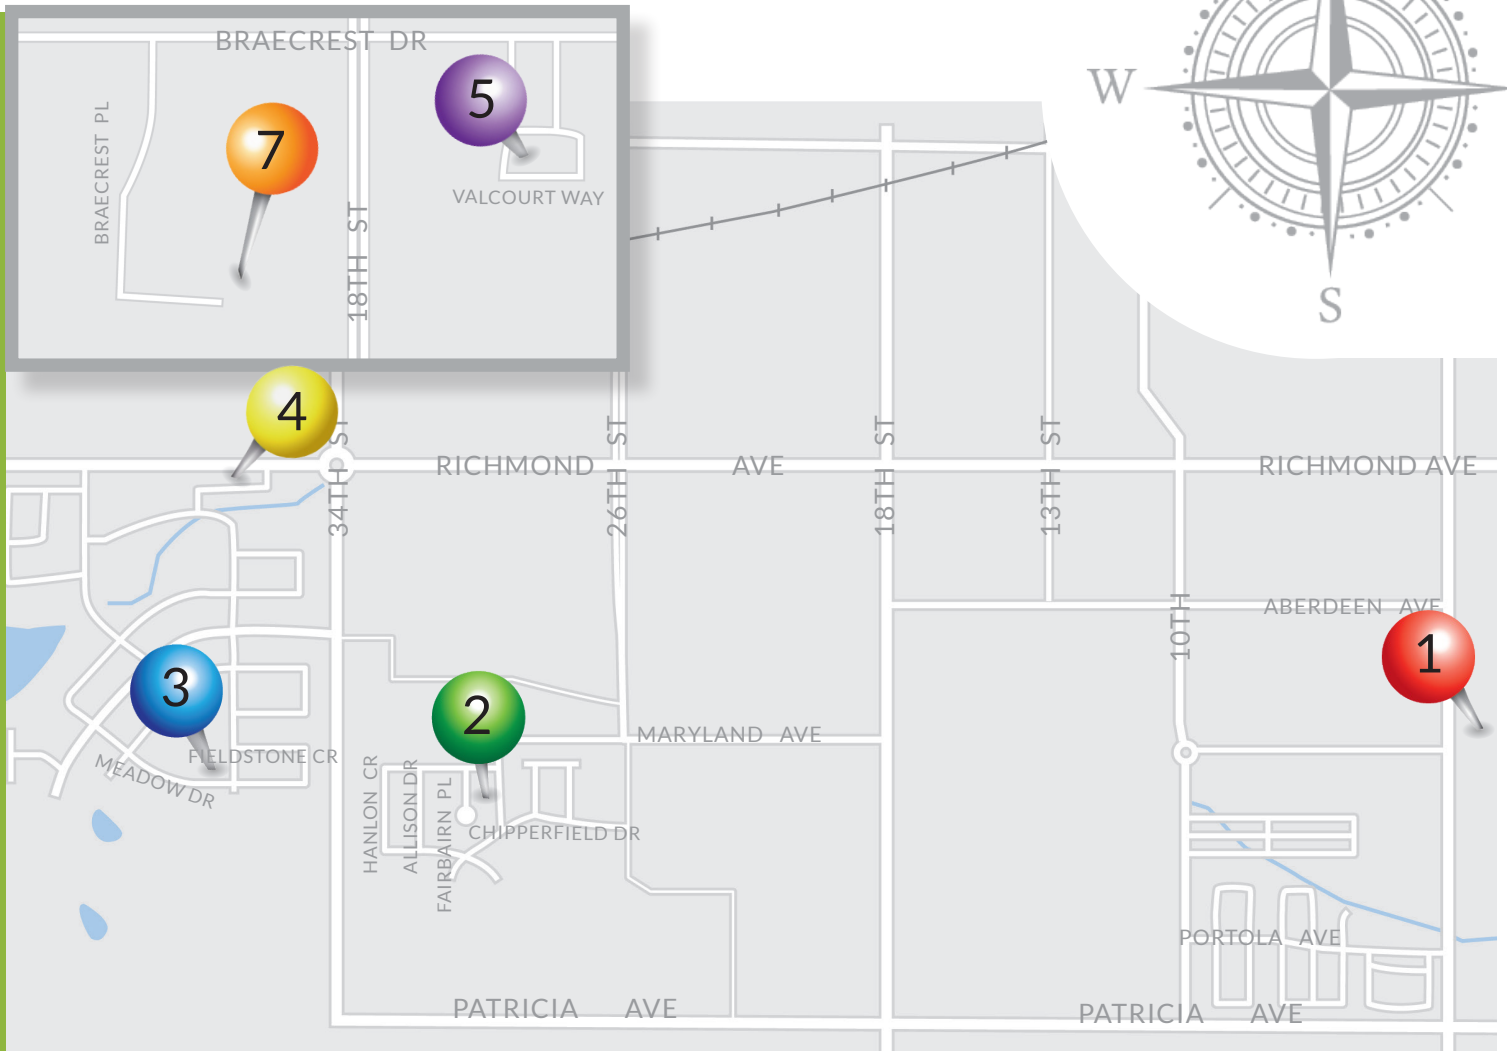 BRAECREST DR
BRAECREST PL
7
5
VALCOURT WAY
18TH ST
W
S
4
34TH ST
RICHMOND AVE
26TH ST
18TH ST
13TH ST
RICHMOND AVE
10TH
ABERDEEN AVE
1
3
2
FIELDSTONE CR
MEADOW DR
MARYLAND AVE
HANLON CR
ALLISON DR
FAIRBAIRN PL
CHIPPERFIELD DR
PORTOLA AVE
PATRICIA AVE
PATRICIA AVE